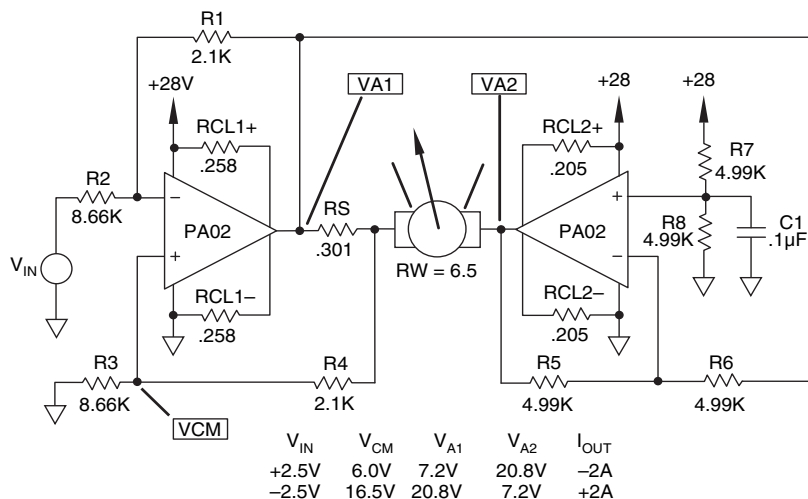 R1
2.1K
+28V
VA1
VA2
+28
+28
RCL1+
.258
RCL2+
.205
R7
4.99K
R2
8.66K
–
+
PA02
RS
.301
RW = 6.5
PA02
+
–
R8
4.99K
C1
.1µF
VIN
RCL1–
.258
RCL2–
.205
R3
8.66K
R4
2.1K
R5
4.99K
R6
4.99K
VCM
VIN VCM VA1 VA2 IOUT
+2.5V 6.0V 7.2V 20.8V –2A
–2.5V 16.5V 20.8V 7.2V +2A